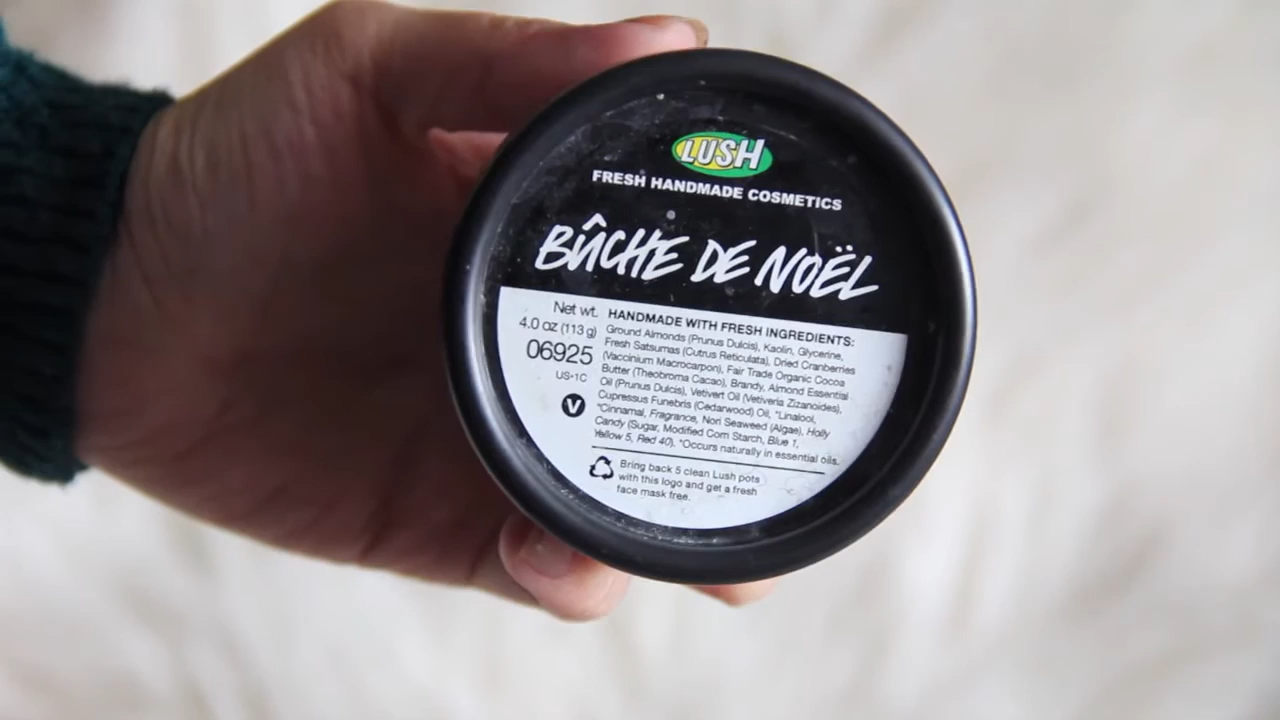 LUSH
FRESH HANDMADE COSMETICS
BÛCHE DE NOËL
Net wt.
4.0 oz (113 g)
06925
US•1C
V
HANDMADE WITH FRESH INGREDIENTS:
Ground Almonds (Prunus Dulcis), Kaolin, Glycerine,
Fresh Satsumas (Cutrus Reticulata), Dried Cranberries
(Vaccinium Macrocarpon), Fair Trade Organic Cocoa
Butter (Theobroma Cacao), Brandy, Almond Essential
Oil (Prunus Dulcis), Vetivert Oil (Vetiveria Zizanoides),
Cupressus Funebris (Cedarwood) Oil, *Linalool,
*Cinnamal, Fragrance, Nori Seaweed (Algae), Holly
Candy (Sugar, Modified Corn Starch, Blue 1,
Yellow 5, Red 40). *Occurs naturally in essential oils.
Bring back 5 clean Lush pots
with this logo and get a fresh
face mask free.